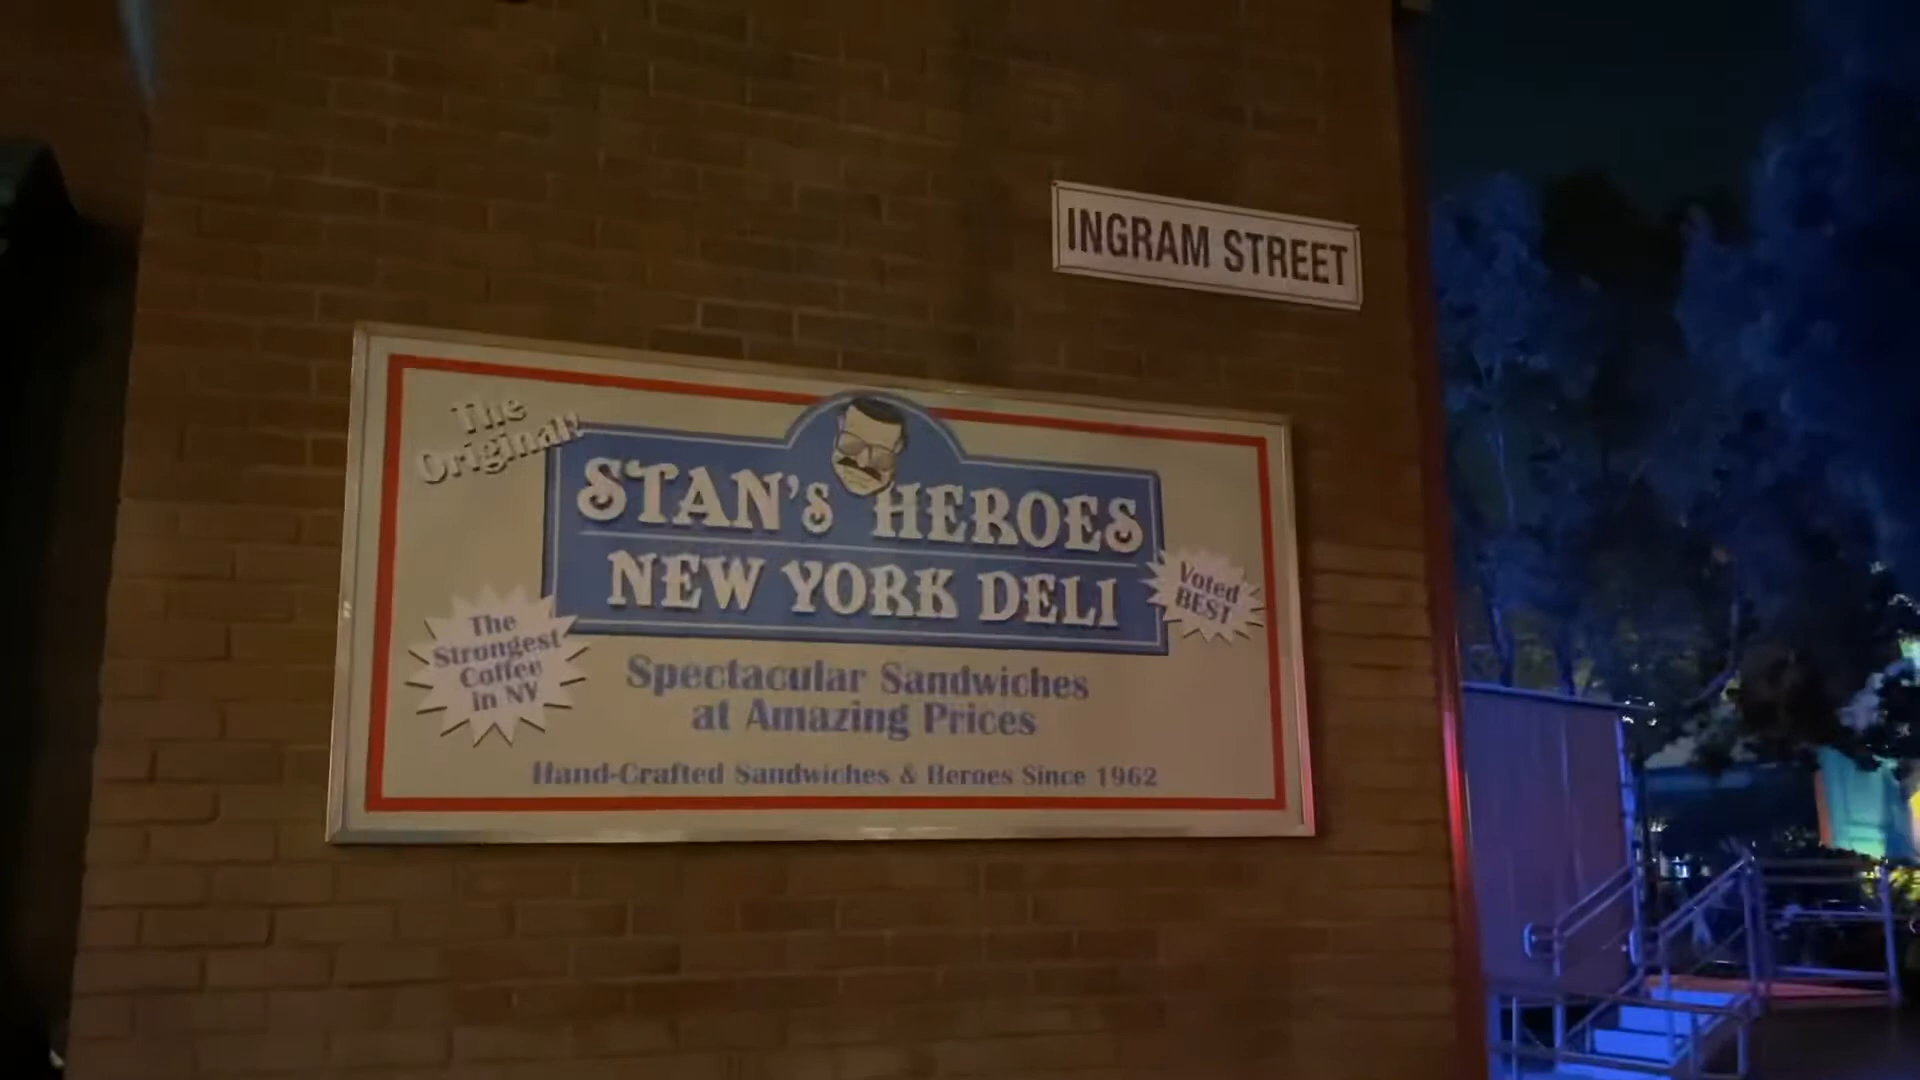 INGRAM STREET
The
Original!
STAN'S HEROES
NEW YORK DELI
Voted
BEST
The
Strongest
Coffee
in NY
Spectacular Sandwiches
at Amazing Prices
Hand-Crafted Sandwiches & Heroes Since 1962